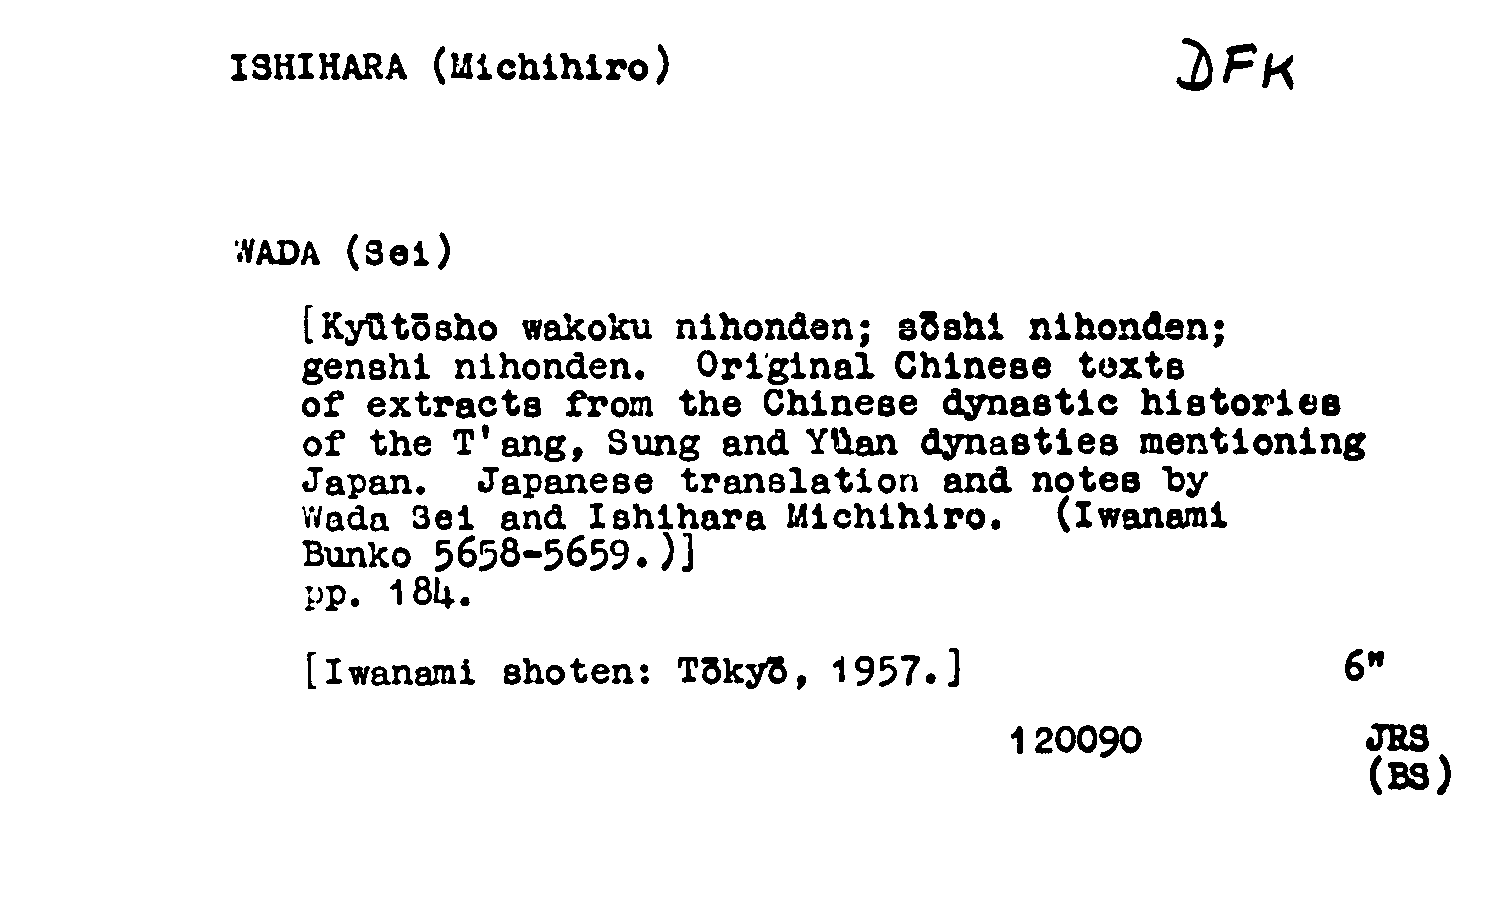 ISHIHARA (Michihiro) DFK
WADA (Sei)
[Kyūtōsho wakoku nihonden; sōshi nihonden;
genshi nihonden. Original Chinese texts
of extracts from the Chinese dynastic histories
of the T'ang, Sung and Yüan dynasties mentioning
Japan. Japanese translation and notes by
Wada Sei and Ishihara Michihiro. (Iwanami
Bunko 5658-5659.)]
pp. 184.
[Iwanami shoten: Tōkyō, 1957.] 6"
120090 JRS
(BS)